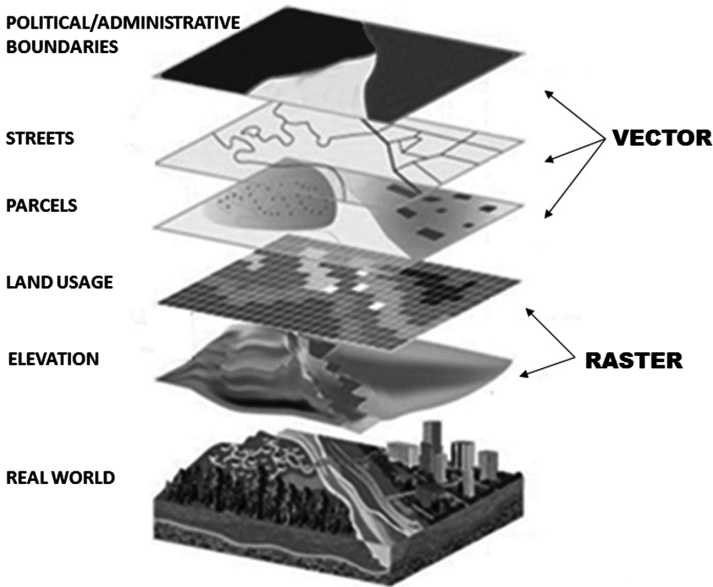 POLITICAL/ADMINISTRATIVE
BOUNDARIES
STREETS
VECTOR
PARCELS
LAND USAGE
ELEVATION
RASTER
REAL WORLD